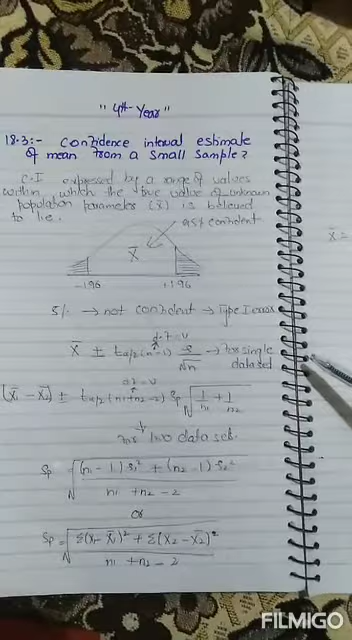 " 4th Year "
18.3:- Confidence interval estimate
of mean from a small sample?
C.I expressed by a range of values
within which the true value of unknown
population parameter (x̄) is believed
to lie.
95% confident
X̄
-1.96 +1.96
5% → not confident → Type I error
d.f = v
X̄ ± tα/2(n-1) s/√n → for single
data set
d.f = v
(X̄1 - X̄2) ± tα/2(n1+n2-2) Sp √(1/n1 + 1/n2)
↓
for two data set.
Sp = √((n1 - 1) s1² + (n2 - 1) s2² / n1 + n2 - 2)
or
Sp = √(Σ(x1 - X̄1)² + Σ(x2 - X̄2)² / n1 + n2 - 2)
x̄ =
FILMIGO